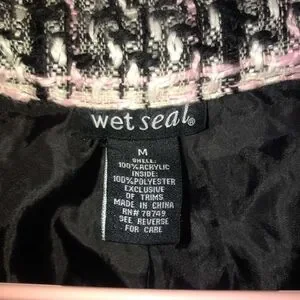 wet seal®
M
SHELL:
100%ACRYLIC
INSIDE:
100%POLYESTER
EXCLUSIVE
OF TRIMS
MADE IN CHINA
RN# 78749
SEE REVERSE
FOR CARE